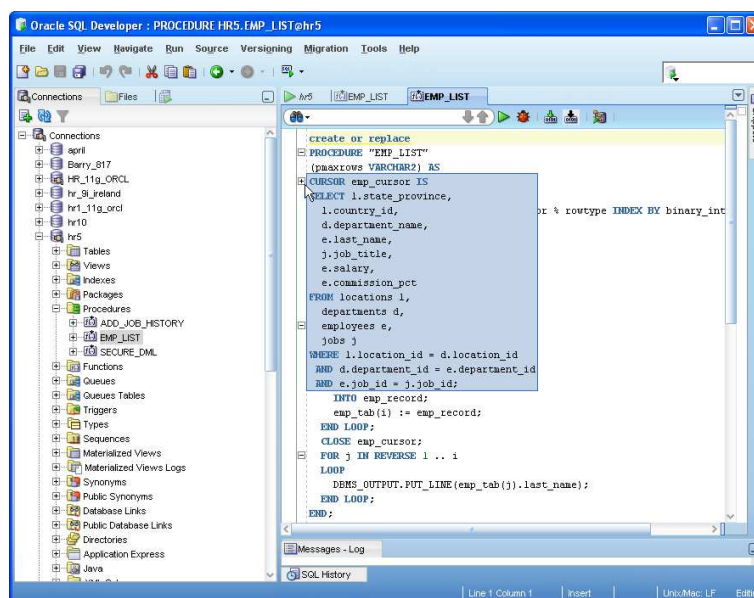 Oracle SQL Developer : PROCEDURE HR5.EMP_LIST@hr5
File Edit View Navigate Run Source Versioning Migration Tools Help
Connections Files
hr5 EMP_LIST EMP_LIST
Connections
april
Barry_817
HR_11g_ORCL
hr_9i_ireland
hr1_11g_orcl
hr10
hr5
Tables
Views
Indexes
Packages
Procedures
ADD_JOB_HISTORY
EMP_LIST
SECURE_DML
Functions
Queues
Queues Tables
Triggers
Types
Sequences
Materialized Views
Materialized Views Logs
Synonyms
Public Synonyms
Database Links
Public Database Links
Directories
Application Express
Java
create or replace
PROCEDURE "EMP_LIST"
(pmaxrows VARCHAR2) AS
CURSOR emp_cursor IS
SELECT l.state_province,
l.country_id, or % rowtype INDEX BY binary_int
d.department_name,
e.last_name,
j.job_title,
e.salary,
e.commission_pct
FROM locations l,
departments d,
employees e,
jobs j
WHERE l.location_id = d.location_id
AND d.department_id = e.department_id
AND e.job_id = j.job_id;
INTO emp_record;
emp_tab(i) := emp_record;
END LOOP;
CLOSE emp_cursor;
FOR j IN REVERSE 1 .. i
LOOP
DBMS_OUTPUT.PUT_LINE(emp_tab(j).last_name);
END LOOP;
END;
Messages - Log
SQL History
Line 1 Column 1 Insert Unix/Mac: LF Editi